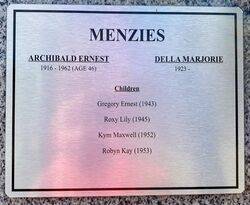 MENZIES
ARCHIBALD ERNEST DELLA MARJORIE
1916 - 1962 (AGE 46) 1923 -
Children
Gregory Ernest (1943)
Roxy Lily (1945)
Kym Maxwell (1952)
Robyn Kay (1953)